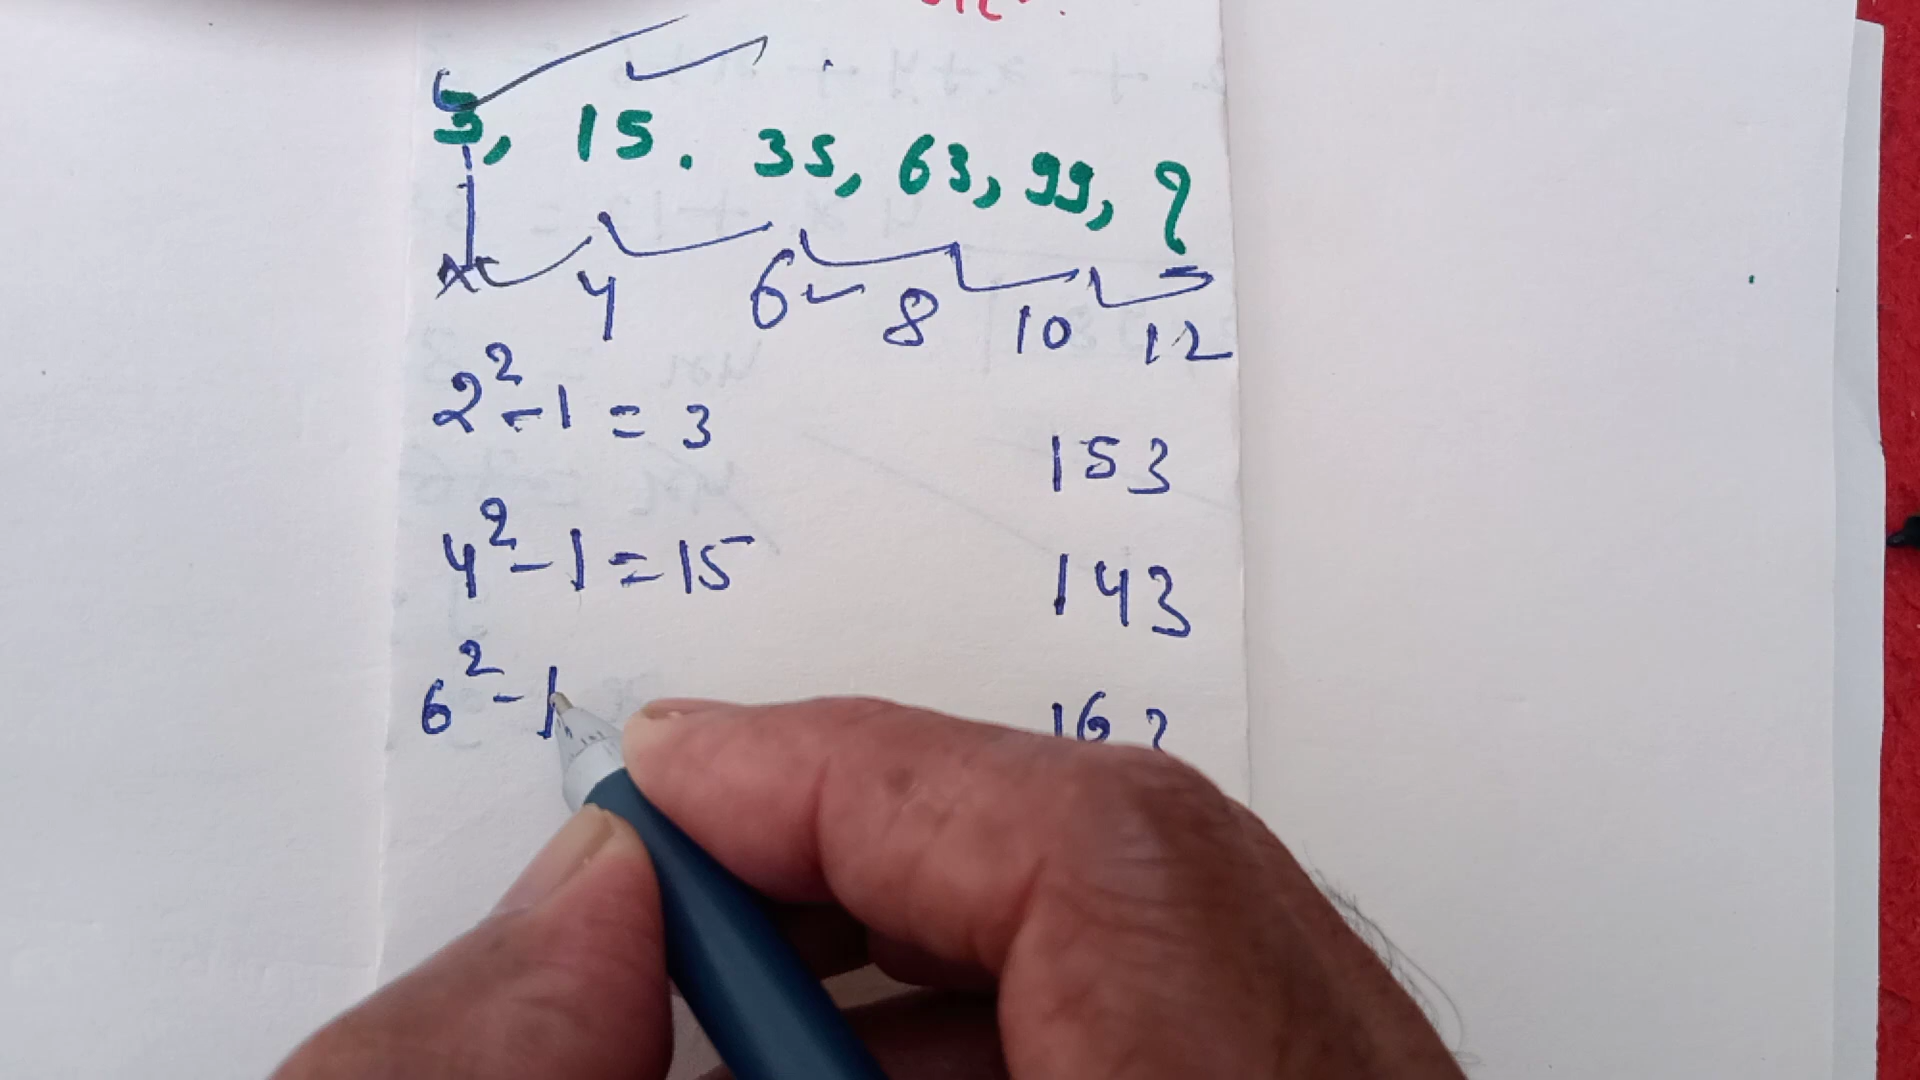 3, 15. 35, 63, 99, ?
4 6 8 10 12
2²-1 = 3
153
4²-1=15
143
6²-1